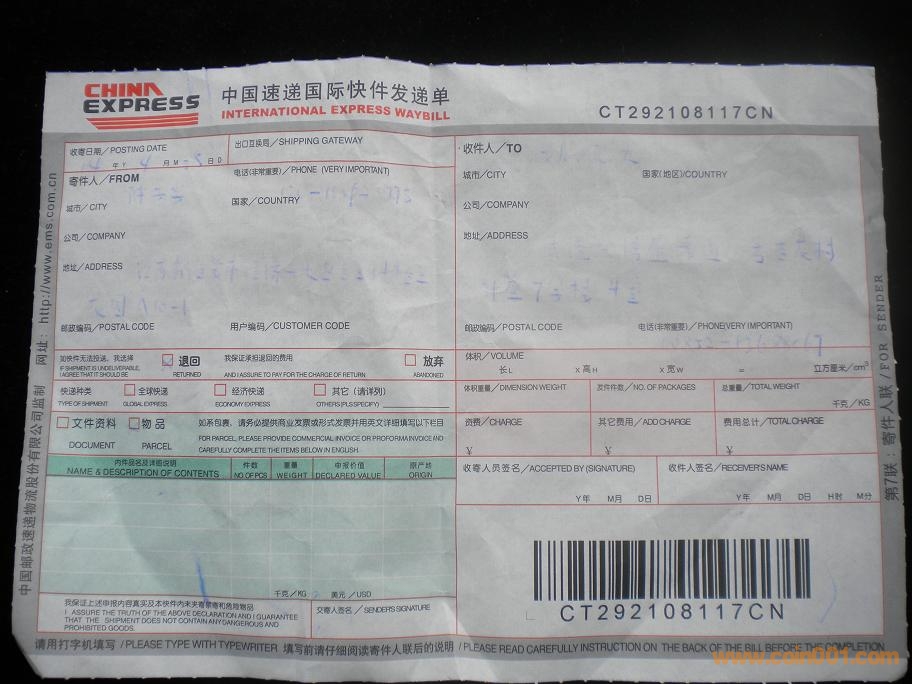 CHINA
EXPRESS
中国速递国际快件发递单
INTERNATIONAL EXPRESS WAYBILL
CT292108117CN
收寄日期／POSTING DATE
年 Y 月 M 日 D
出口互换局／SHIPPING GATEWAY
寄件人／FROM
电话(非常重要)／PHONE (VERY IMPORTANT)
城市／CITY
国家／COUNTRY
公司／COMPANY
地址／ADDRESS
邮政编码／POSTAL CODE
用户编码／CUSTOMER CODE
收件人／TO
城市／CITY
国家(地区)/COUNTRY
公司／COMPANY
地址／ADDRESS
邮政编码／POSTAL CODE
电话(非常重要)／PHONE(VERY IMPORTANT)
如快件无法投递，我选择
IF SHIPMENT IS UNDELIVERABLE,
I AGREE THAT IT SHOULD BE
退回
RETURNED
我保证承担退回的费用
AND I ASSURE TO PAY FOR THE CHARGE OF RETURN.
放弃
ABANDONED
快递种类
TYPE OF SHIPMENT
全球快递
GLOBAL EXPRESS
经济快递
ECONOMY EXPRESS
其它（请详列）
OTHERS(PLS SPECIFY)
文件资料
DOCUMENT
物品
PARCEL
如系包裹，请务必提供商业发票或形式发票并用英文详细填写以下栏目
FOR PARCEL, PLEASE PROVIDE COMMERCIAL INVOICE OR PROFORMA INVOICE AND
CAREFULLY COMPLETE THE ITEMS BELOW IN ENGLISH.
内件品名及详细说明
NAME & DESCRIPTION OF CONTENTS
件数
NO.OF PCS
重量
WEIGHT
申报价值
DECLARED VALUE
原产地
ORIGIN
千克／KG
美元／USD
我保证上述申报内容真实及本快件内未夹寄禁寄和危险物品
I ASSURE THE TRUTH OF THE ABOVE DECLARATION AND I GUARANTEE
THAT THE SHIPMENT DOES NOT CONTAIN ANY DANGEROUS AND
PROHIBITED GOODS.
交寄人签名／SENDER'S SIGNATURE
体积／VOLUME
长L x 高H x 宽W = 立方厘米／cm³
体积重量／DIMENSION WEIGHT
发件件数／NO. OF PACKAGES
总重量／TOTAL WEIGHT
千克／KG
资费／CHARGE
￥
其它费用／ADD CHARGE
￥
费用总计／TOTAL CHARGE
￥
收寄人员签名／ACCEPTED BY (SIGNATURE)
Y年 M月 D日
收件人签名／RECEIVER'S NAME
Y年 M月 D日 H时 M分
CT292108117CN
请用打字机填写／PLEASE TYPE WITH TYPEWRITER 填写前请仔细阅读寄件人联后的说明／PLEASE READ CAREFULLY INSTRUCTION ON THE BACK OF THE BILL BEFORE THE COMPLETION
中国邮政速递物流股份有限公司监制 网址：http://www.ems.com.cn
第7联：寄件人联／FOR SENDER